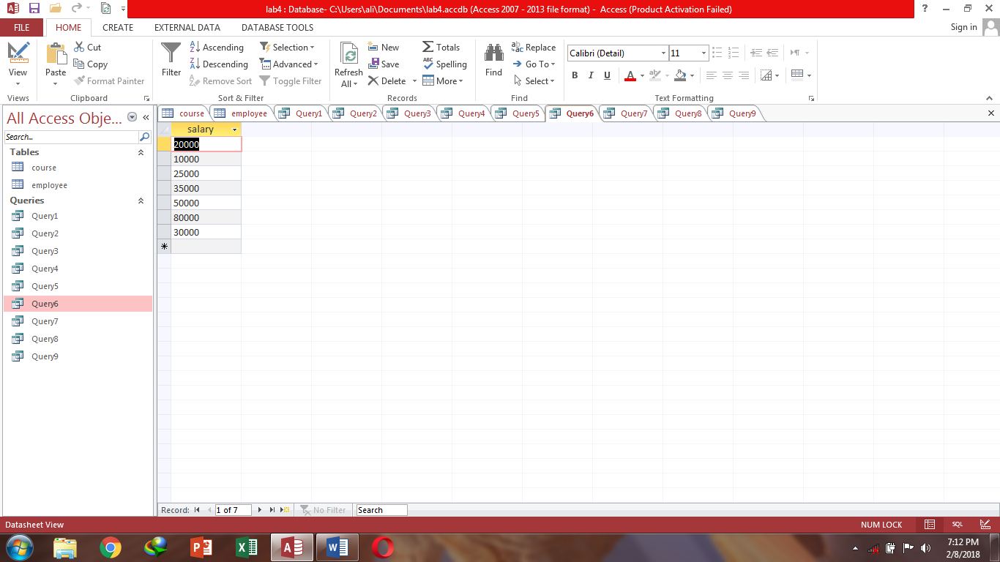 lab4 : Database- C:\Users\ali\Documents\lab4.accdb (Access 2007 - 2013 file format) - Access (Product Activation Failed)
?
FILE HOME CREATE EXTERNAL DATA DATABASE TOOLS Sign in
View
Views
Paste
Cut
Copy
Format Painter
Clipboard
Filter
Ascending
Descending
Remove Sort
Selection
Advanced
Toggle Filter
Sort & Filter
Refresh
All
New
Save
Delete
Totals
Spelling
More
Records
Find
Replace
Go To
Select
Find
Calibri (Detail) 11
B I U A ab
Text Formatting
All Access Obje...
Search...
Tables
course
employee
Queries
Query1
Query2
Query3
Query4
Query5
Query6
Query7
Query8
Query9
course employee Query1 Query2 Query3 Query4 Query5 Query6 Query7 Query8 Query9
salary
20000
10000
25000
35000
50000
80000
30000
Record: 1 of 7 No Filter Search
Datasheet View NUM LOCK SQL
7:12 PM
2/8/2018